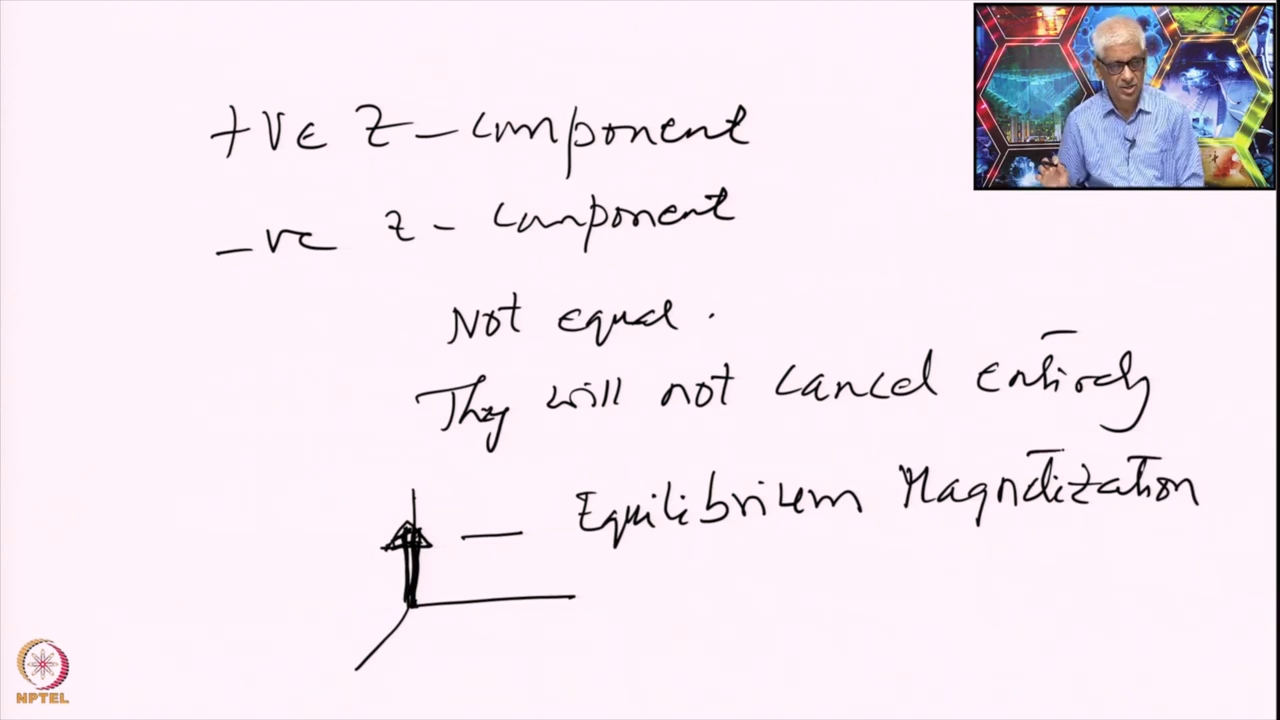 +ve Z-component
-ve z-component
Not equal.
They will not cancel entirely
Equilibrium Magnetization
NPTEL